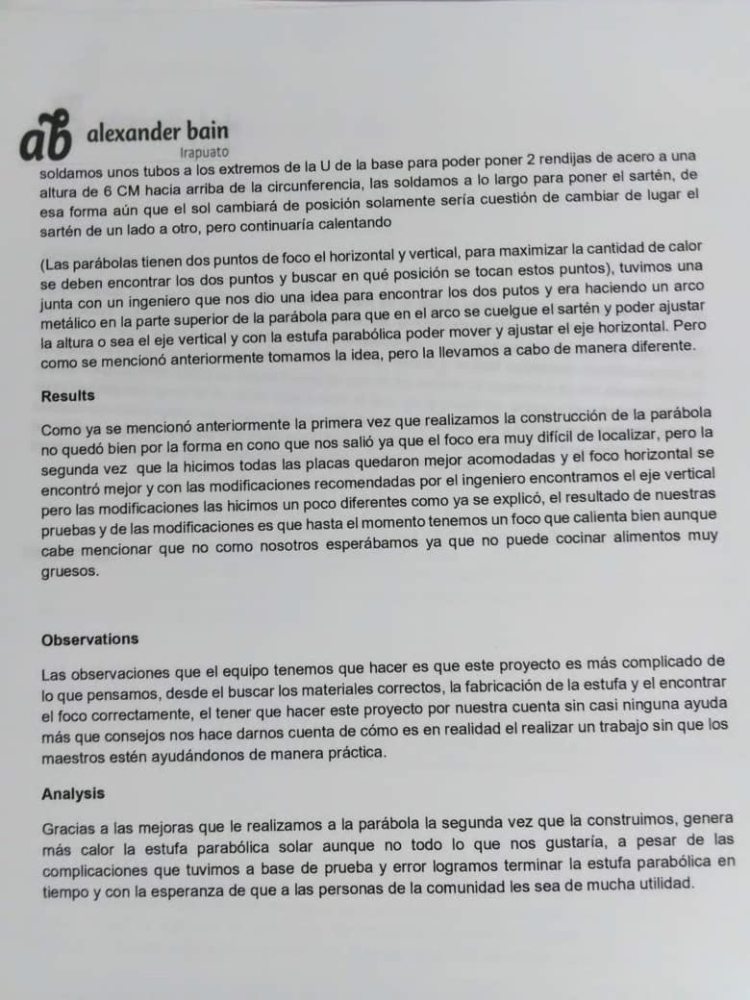 ab alexander bain
Irapuato
soldamos unos tubos a los extremos de la U de la base para poder poner 2 rendijas de acero a una
altura de 6 CM hacia arriba de la circunferencia, las soldamos a lo largo para poner el sartén, de
esa forma aún que el sol cambiará de posición solamente sería cuestión de cambiar de lugar el
sartén de un lado a otro, pero continuaría calentando
(Las parábolas tienen dos puntos de foco el horizontal y vertical, para maximizar la cantidad de calor
se deben encontrar los dos puntos y buscar en qué posición se tocan estos puntos), tuvimos una
junta con un ingeniero que nos dio una idea para encontrar los dos putos y era haciendo un arco
metálico en la parte superior de la parábola para que en el arco se cuelgue el sartén y poder ajustar
la altura o sea el eje vertical y con la estufa parabólica poder mover y ajustar el eje horizontal. Pero
como se mencionó anteriormente tomamos la idea, pero la llevamos a cabo de manera diferente.
Results
Como ya se mencionó anteriormente la primera vez que realizamos la construcción de la parábola
no quedó bien por la forma en cono que nos salió ya que el foco era muy difícil de localizar, pero la
segunda vez que la hicimos todas las placas quedaron mejor acomodadas y el foco horizontal se
encontró mejor y con las modificaciones recomendadas por el ingeniero encontramos el eje vertical
pero las modificaciones las hicimos un poco diferentes como ya se explicó, el resultado de nuestras
pruebas y de las modificaciones es que hasta el momento tenemos un foco que calienta bien aunque
cabe mencionar que no como nosotros esperábamos ya que no puede cocinar alimentos muy
gruesos.
Observations
Las observaciones que el equipo tenemos que hacer es que este proyecto es más complicado de
lo que pensamos, desde el buscar los materiales correctos, la fabricación de la estufa y el encontrar
el foco correctamente, el tener que hacer este proyecto por nuestra cuenta sin casi ninguna ayuda
más que consejos nos hace darnos cuenta de cómo es en realidad el realizar un trabajo sin que los
maestros estén ayudándonos de manera práctica.
Analysis
Gracias a las mejoras que le realizamos a la parábola la segunda vez que la construimos, genera
más calor la estufa parabólica solar aunque no todo lo que nos gustaría, a pesar de las
complicaciones que tuvimos a base de prueba y error logramos terminar la estufa parabólica en
tiempo y con la esperanza de que a las personas de la comunidad les sea de mucha utilidad.